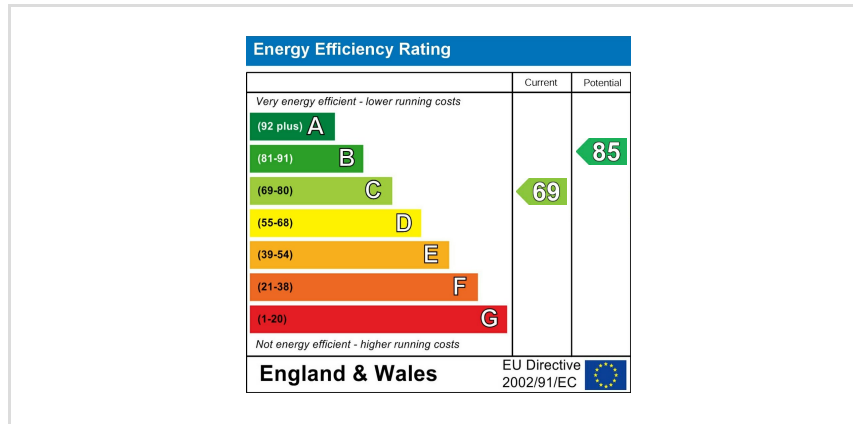 Energy Efficiency Rating
Current Potential
Very energy efficient - lower running costs
(92 plus) A
(81-91) B
(69-80) C
(55-68) D
(39-54) E
(21-38) F
(1-20) G
85
69
Not energy efficient - higher running costs
England & Wales
EU Directive
2002/91/EC